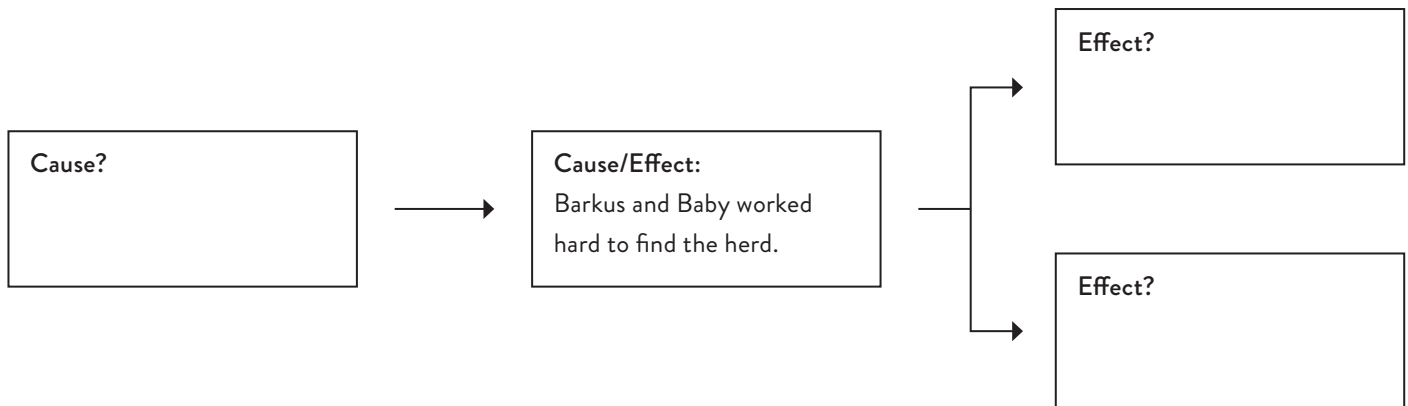 Cause?
Cause/Effect:
Barkus and Baby worked
hard to find the herd.
Effect?
Effect?